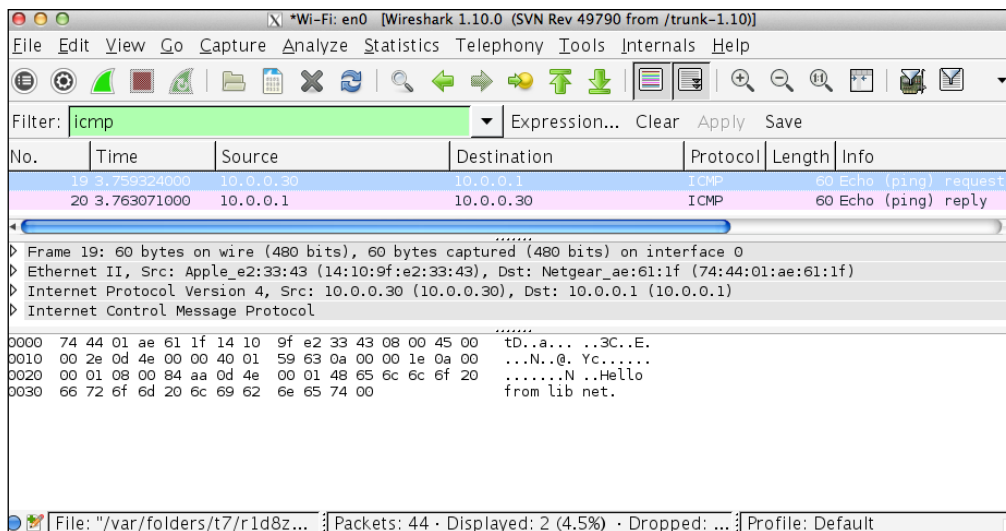 *Wi-Fi: en0 [Wireshark 1.10.0 (SVN Rev 49790 from /trunk-1.10)]
File Edit View Go Capture Analyze Statistics Telephony Tools Internals Help
Filter: icmp Expression... Clear Apply Save
No. Time Source Destination Protocol Length Info
19 3.759324000 10.0.0.30 10.0.0.1 ICMP 60 Echo (ping) request
20 3.763071000 10.0.0.1 10.0.0.30 ICMP 60 Echo (ping) reply
Frame 19: 60 bytes on wire (480 bits), 60 bytes captured (480 bits) on interface 0
Ethernet II, Src: Apple_e2:33:43 (14:10:9f:e2:33:43), Dst: Netgear_ae:61:1f (74:44:01:ae:61:1f)
Internet Protocol Version 4, Src: 10.0.0.30 (10.0.0.30), Dst: 10.0.0.1 (10.0.0.1)
Internet Control Message Protocol
0000 74 44 01 ae 61 1f 14 10 9f e2 33 43 08 00 45 00 tD..a... ..3C..E.
0010 00 2e 0d 4e 00 00 40 01 59 63 0a 00 00 1e 0a 00 ...N..@. Yc......
0020 00 01 08 00 84 aa 0d 4e 00 01 48 65 6c 6c 6f 20 .......N ..Hello
0030 66 72 6f 6d 20 6c 69 62 6e 65 74 00 from lib net.
File: "/var/folders/t7/r1d8z... Packets: 44 · Displayed: 2 (4.5%) · Dropped: ... Profile: Default